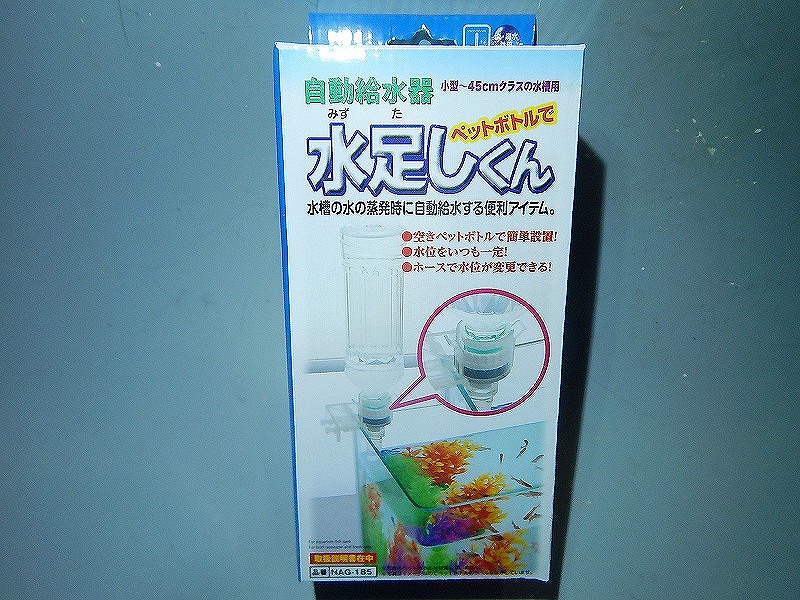 自動給水器
小型～45cmクラスの水槽用
ペットボトルで
みず た
水足しくん
水槽の水の蒸発時に自動給水する便利アイテム。
●空きペットボトルで簡単設置!
●水位をいつも一定!
●ホースで水位が変更できる!
For aquarium fish
取扱説明書在中
品番 NAG-185